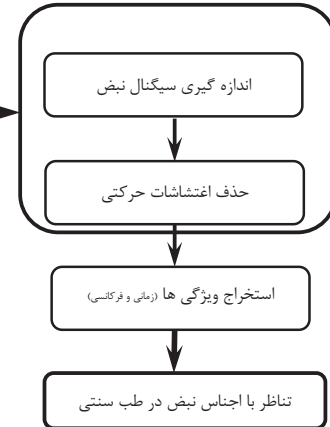 اندازه گیری سیگنال نبض
حذف اغتشاشات حرکتی
استخراج ویژگی ها (زمانی و فرکانسی)
تناظر با اجناس نبض در طب سنتی